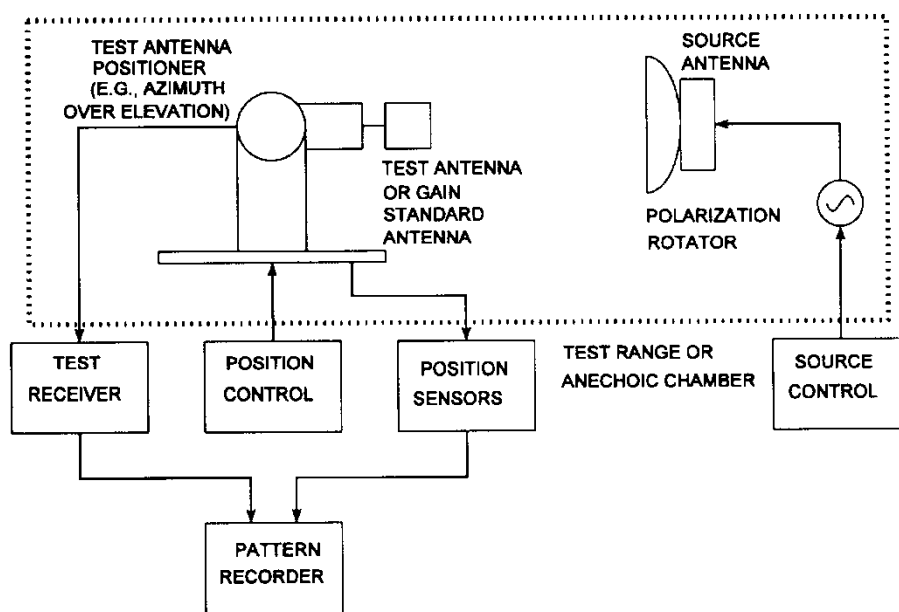 TEST ANTENNA
POSITIONER
(E.G., AZIMUTH
OVER ELEVATION)
SOURCE
ANTENNA
TEST ANTENNA
OR GAIN
STANDARD
ANTENNA
POLARIZATION
ROTATOR
TEST
RECEIVER
POSITION
CONTROL
POSITION
SENSORS
TEST RANGE OR
ANECHOIC CHAMBER
SOURCE
CONTROL
PATTERN
RECORDER